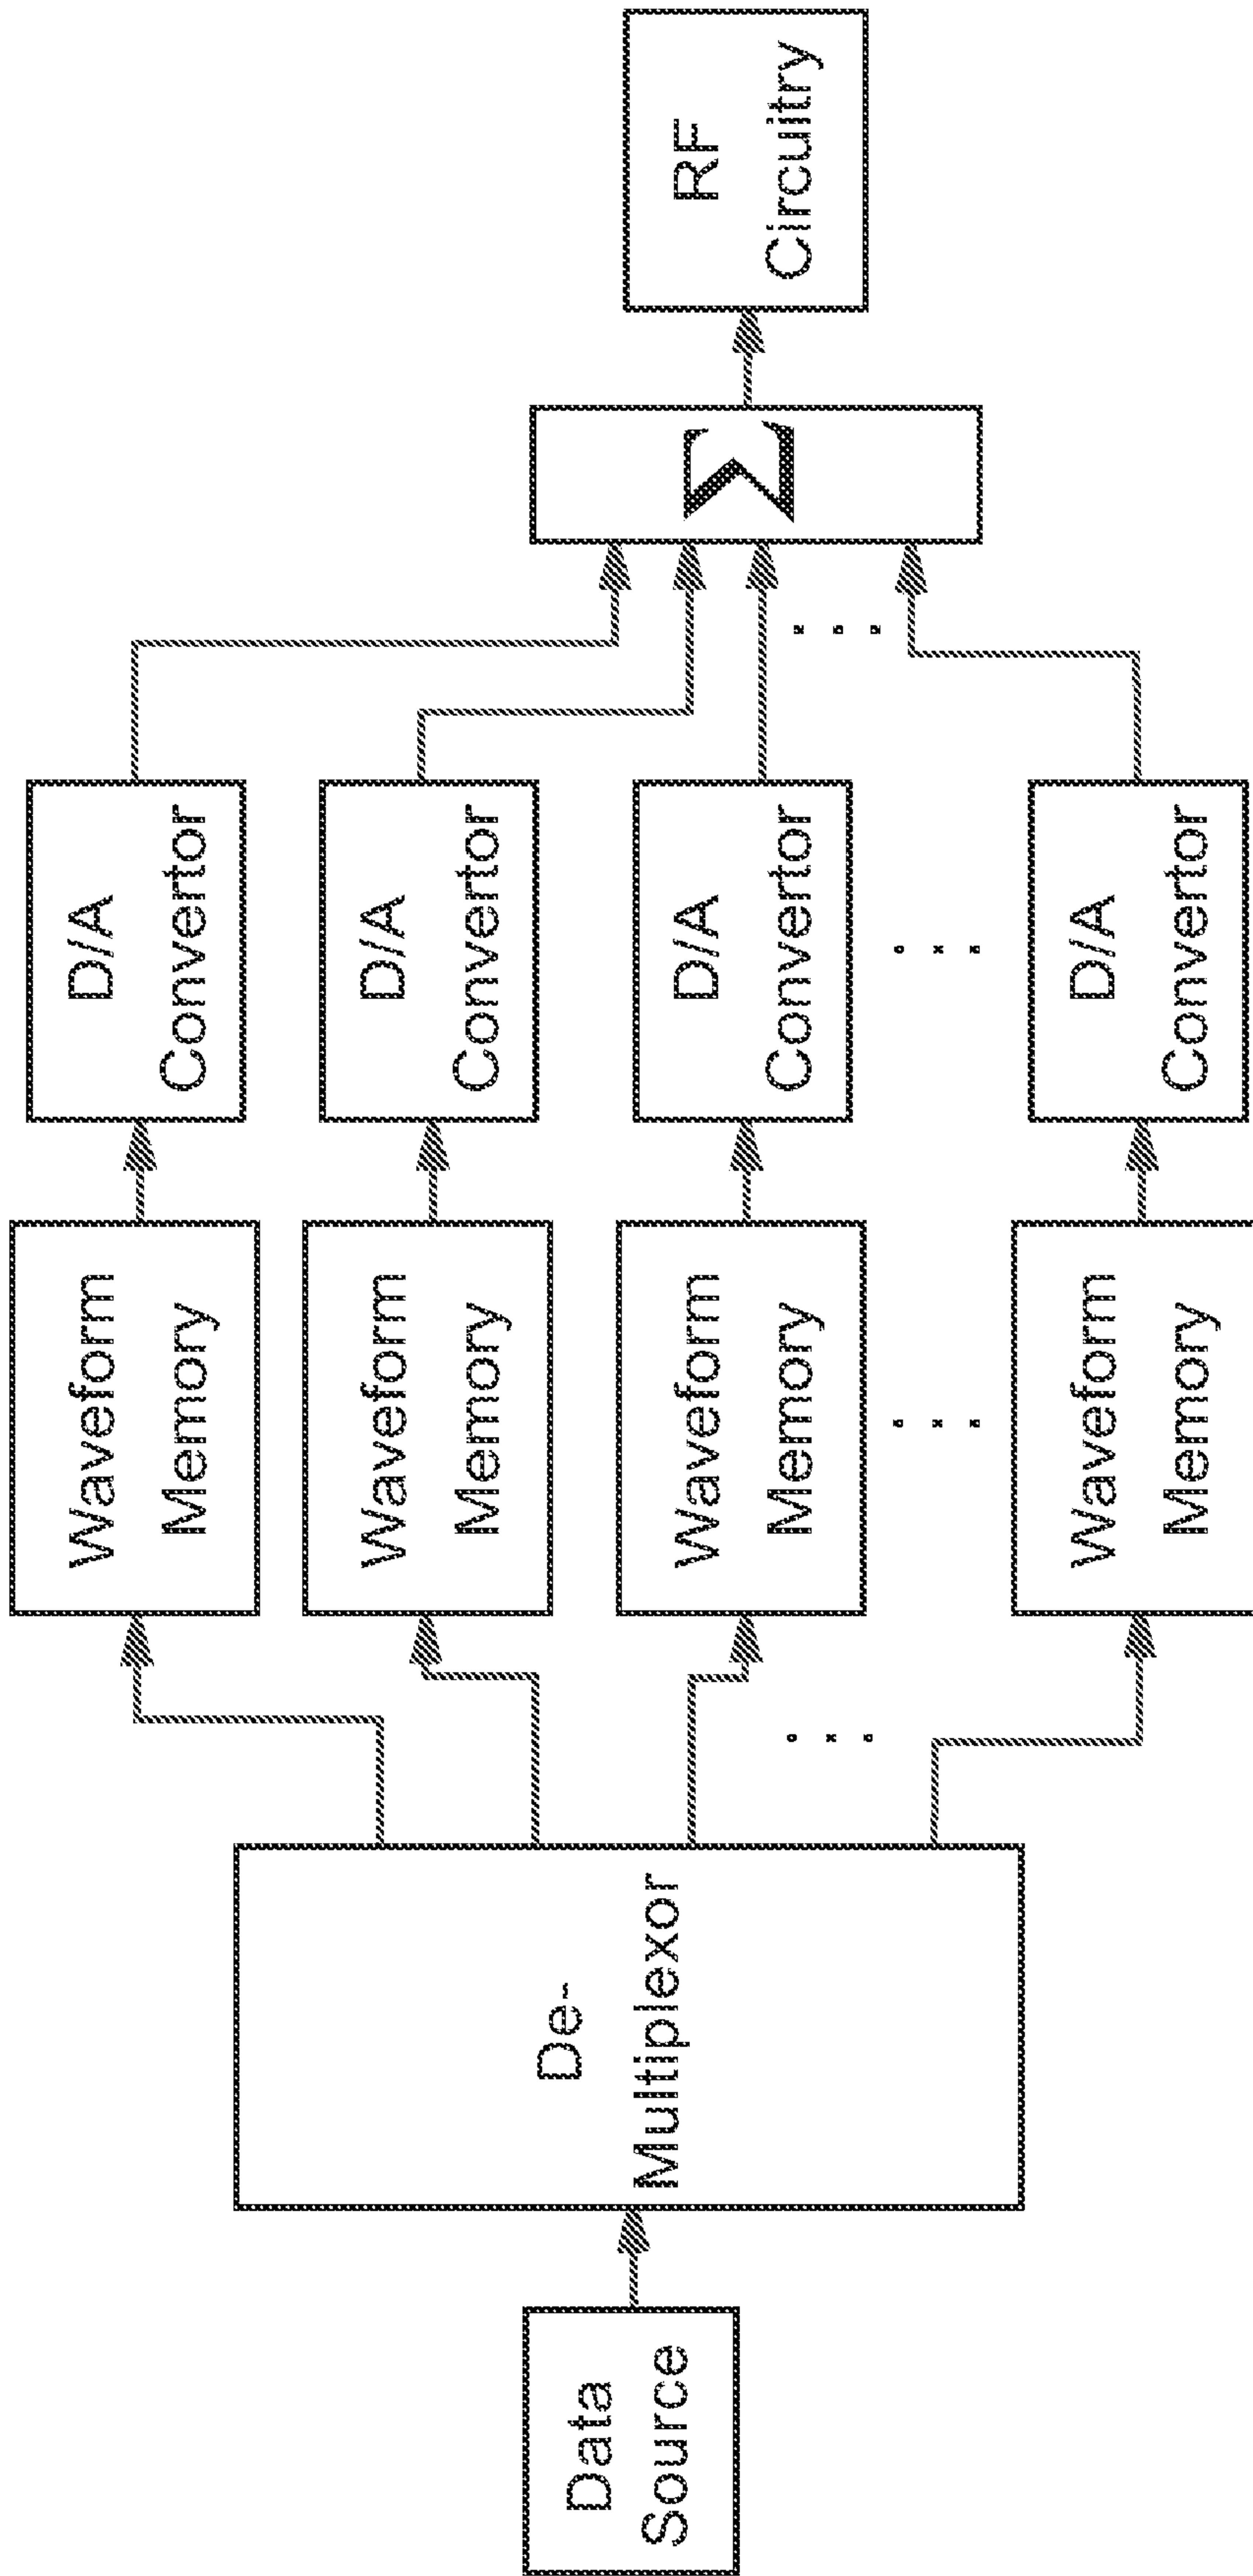 Data
Source
De-
Multiplexor
Waveform
Memory
Waveform
Memory
Waveform
Memory
Waveform
Memory
D/A
Convertor
D/A
Convertor
D/A
Convertor
D/A
Convertor
Σ
RF
Circuitry